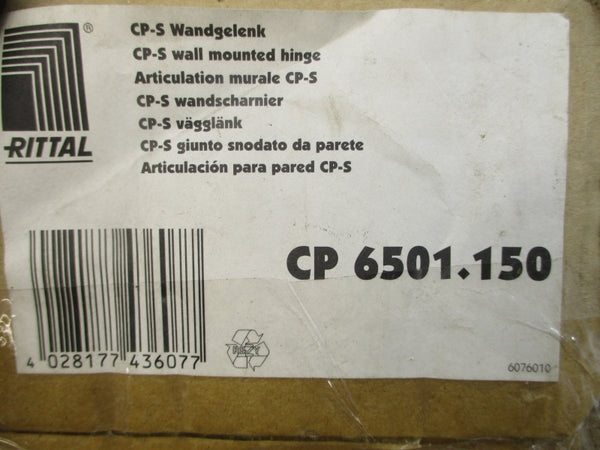 ®
RITTAL
CP-S Wandgelenk
CP-S wall mounted hinge
Articulation murale CP-S
CP-S wandscharnier
CP-S vägglänk
CP-S giunto snodato da parete
Articulación para pared CP-S
CP 6501.150
4 028177 436077
RESY
6076010